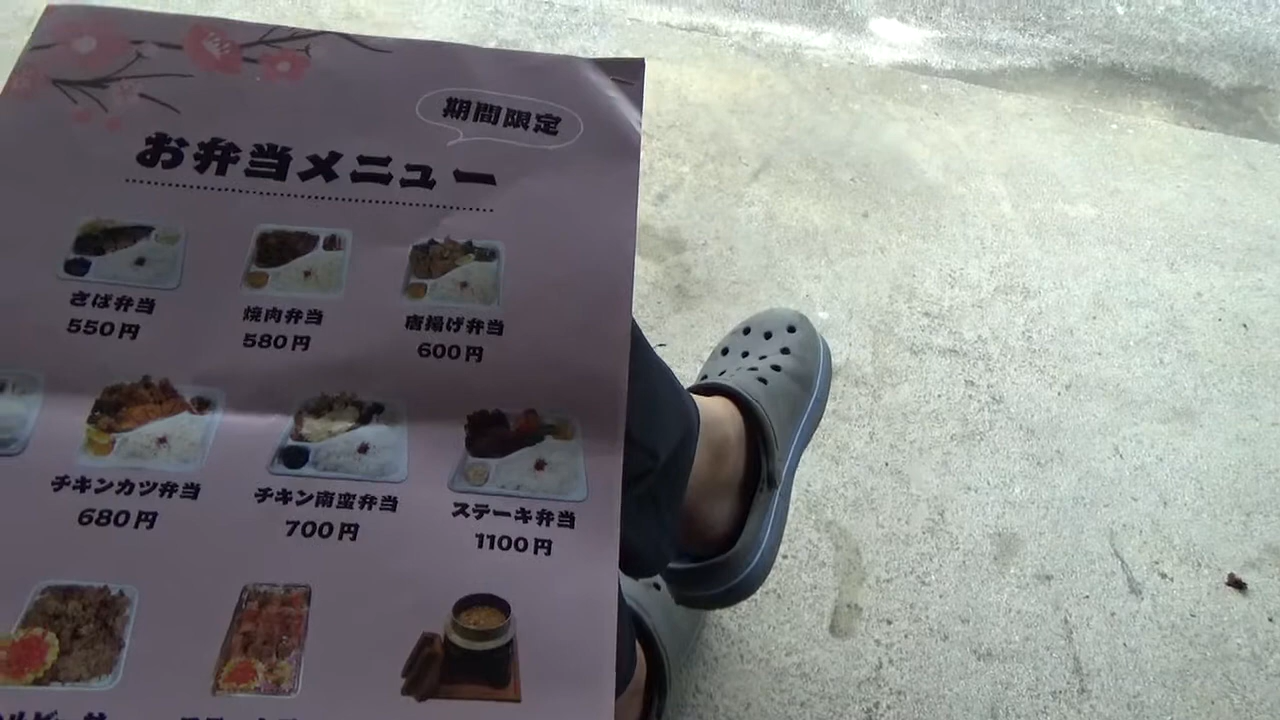 期間限定
お弁当メニュー
さば弁当
550円
焼肉弁当
580円
唐揚げ弁当
600円
チキンカツ弁当
680円
チキン南蛮弁当
700円
ステーキ弁当
1100円